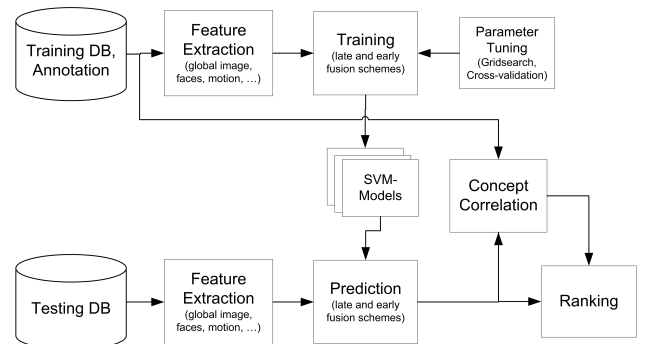 Training DB,
Annotation
Feature
Extraction
(global image,
faces, motion, …)
Training
(late and early
fusion schemes)
Parameter
Tuning
(Gridsearch,
Cross-validation)
SVM-
Models
Concept
Correlation
Testing DB
Feature
Extraction
(global image,
faces, motion, …)
Prediction
(late and early
fusion schemes)
Ranking